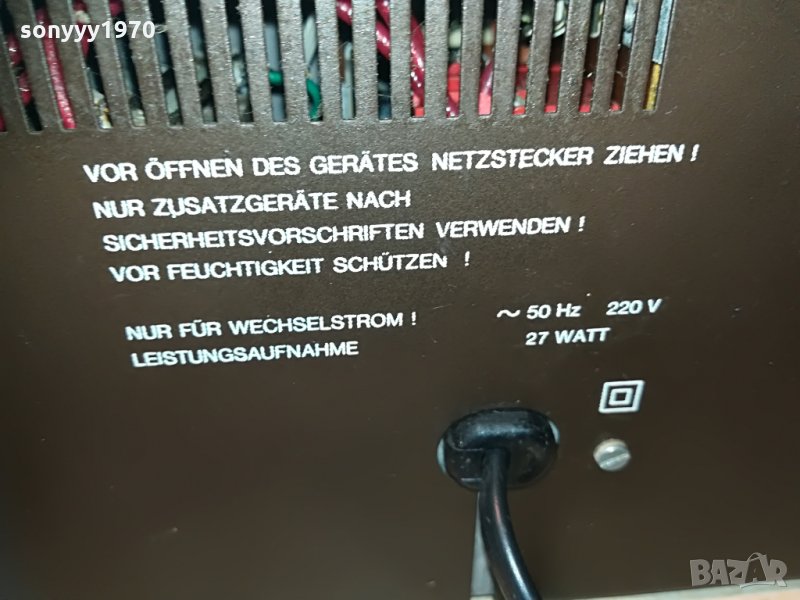 sonyyy1970
VOR ÖFFNEN DES GERÄTES NETZSTECKER ZIEHEN !
NUR ZUSATZGERÄTE NACH
SICHERHEITSVORSCHRIFTEN VERWENDEN !
VOR FEUCHTIGKEIT SCHÜTZEN !
NUR FÜR WECHSELSTROM ! ~ 50 Hz 220 V
LEISTUNGSAUFNAHME 27 WATT
BAZAR